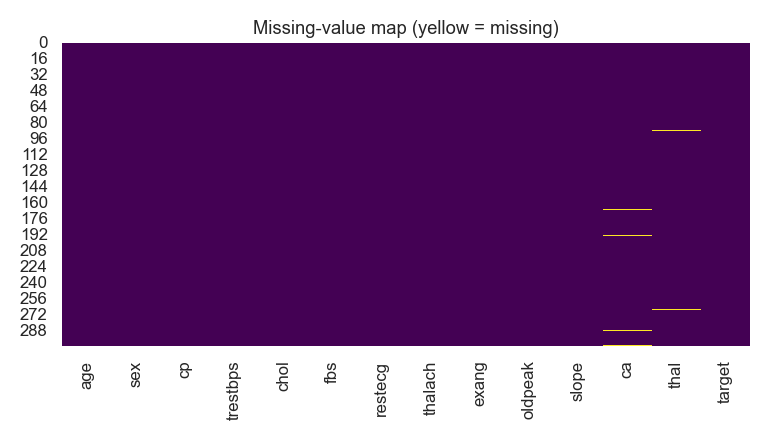 Missing-value map (yellow = missing)
0
16
32
48
64
80
96
112
128
144
160
176
192
208
224
240
256
272
288
age
sex
cp
trestbps
chol
fbs
restecg
thalach
exang
oldpeak
slope
ca
thal
target